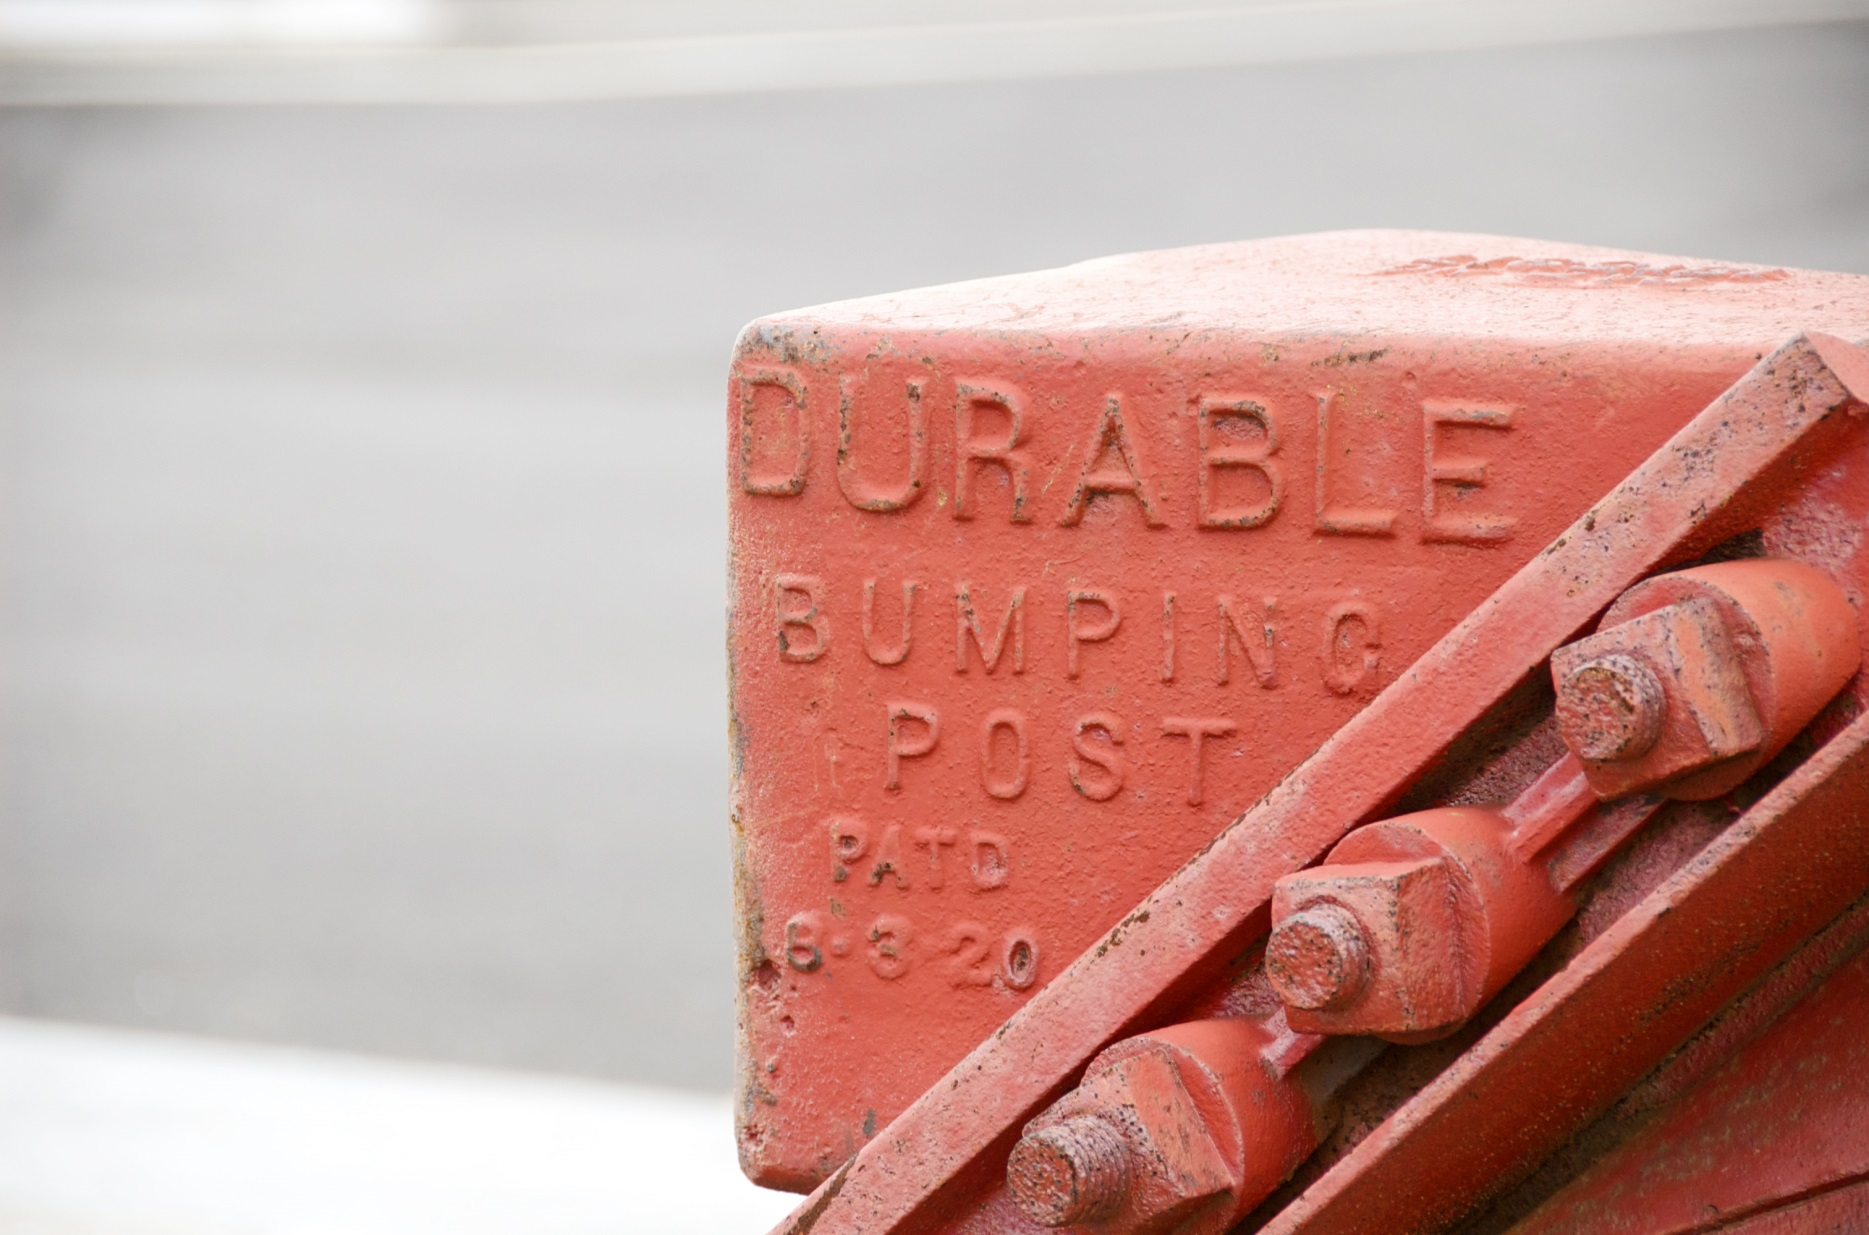 DURABLE
BUMPING
POST
PATD
6-3-20